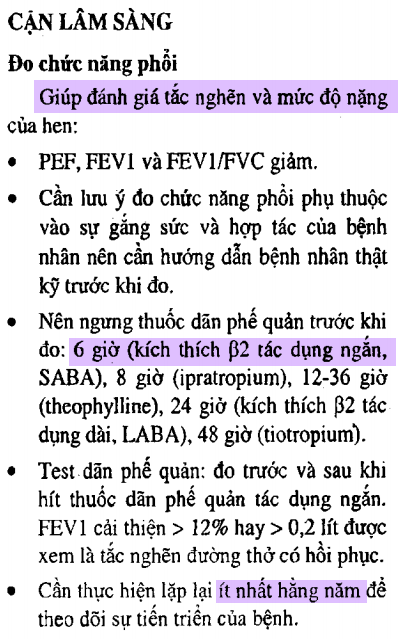 CẬN LÂM SÀNG
Đo chức năng phổi
Giúp đánh giá tắc nghẽn và mức độ nặng
của hen:
• PEF, FEV1 và FEV1/FVC giảm.
• Cần lưu ý đo chức năng phổi phụ thuộc
vào sự gắng sức và hợp tác của bệnh
nhân nên cần hướng dẫn bệnh nhân thật
kỹ trước khi đo.
• Nên ngưng thuốc dãn phế quản trước khi
đo: 6 giờ (kích thích β2 tác dụng ngắn,
SABA), 8 giờ (ipratropium), 12-36 giờ
(theophylline), 24 giờ (kích thích β2 tác
dụng dài, LABA), 48 giờ (tiotropium).
• Test dãn phế quản: đo trước và sau khi
hít thuốc dãn phế quản tác dụng ngắn.
FEV1 cải thiện > 12% hay > 0,2 lít được
xem là tắc nghẽn đường thở có hồi phục.
• Cần thực hiện lặp lại ít nhất hằng năm để
theo dõi sự tiến triển của bệnh.